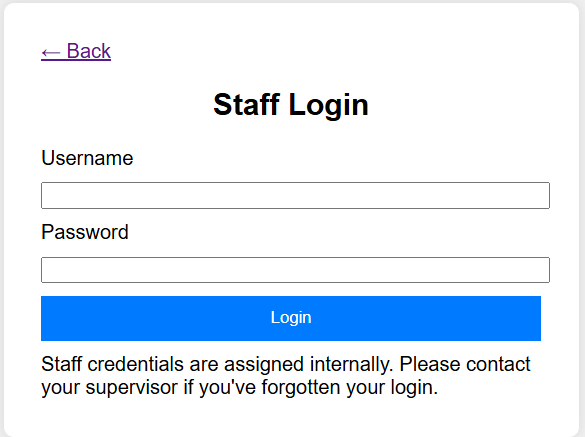 ← Back
Staff Login
Username
Password
Login
Staff credentials are assigned internally. Please contact
your supervisor if you've forgotten your login.